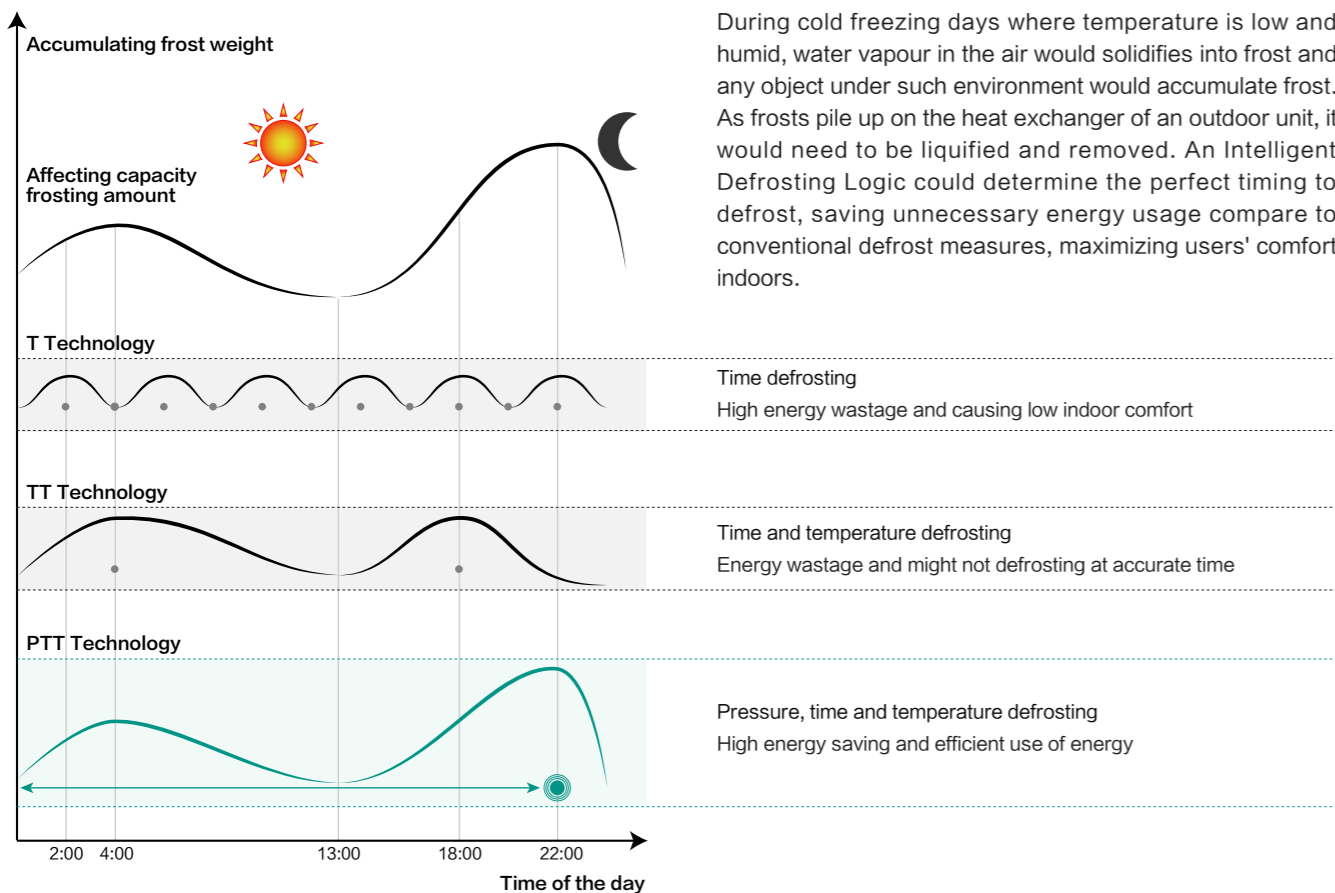 Accumulating frost weight
Affecting capacity
frosting amount
During cold freezing days where temperature is low and
humid, water vapour in the air would solidifies into frost and
any object under such environment would accumulate frost.
As frosts pile up on the heat exchanger of an outdoor unit, it
would need to be liquified and removed. An Intelligent
Defrosting Logic could determine the perfect timing to
defrost, saving unnecessary energy usage compare to
conventional defrost measures, maximizing users' comfort
indoors.
T Technology
Time defrosting
High energy wastage and causing low indoor comfort
TT Technology
Time and temperature defrosting
Energy wastage and might not defrosting at accurate time
PTT Technology
Pressure, time and temperature defrosting
High energy saving and efficient use of energy
2:00 4:00 13:00 18:00 22:00
Time of the day